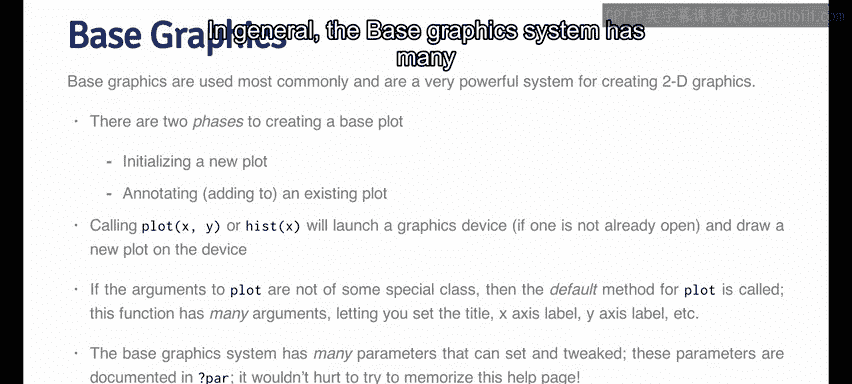 Base Graphics
In general, the Base graphics system has
many
Base graphics are used most commonly and are a very powerful system for creating 2-D graphics.
· There are two phases to creating a base plot
- Initializing a new plot
- Annotating (adding to) an existing plot
· Calling plot(x, y) or hist(x) will launch a graphics device (if one is not already open) and draw a
new plot on the device
· If the arguments to plot are not of some special class, then the default method for plot is called;
this function has many arguments, letting you set the title, x axis label, y axis label, etc.
· The base graphics system has many parameters that can set and tweaked; these parameters are
documented in ?par; it wouldn't hurt to try to memorize this help page!